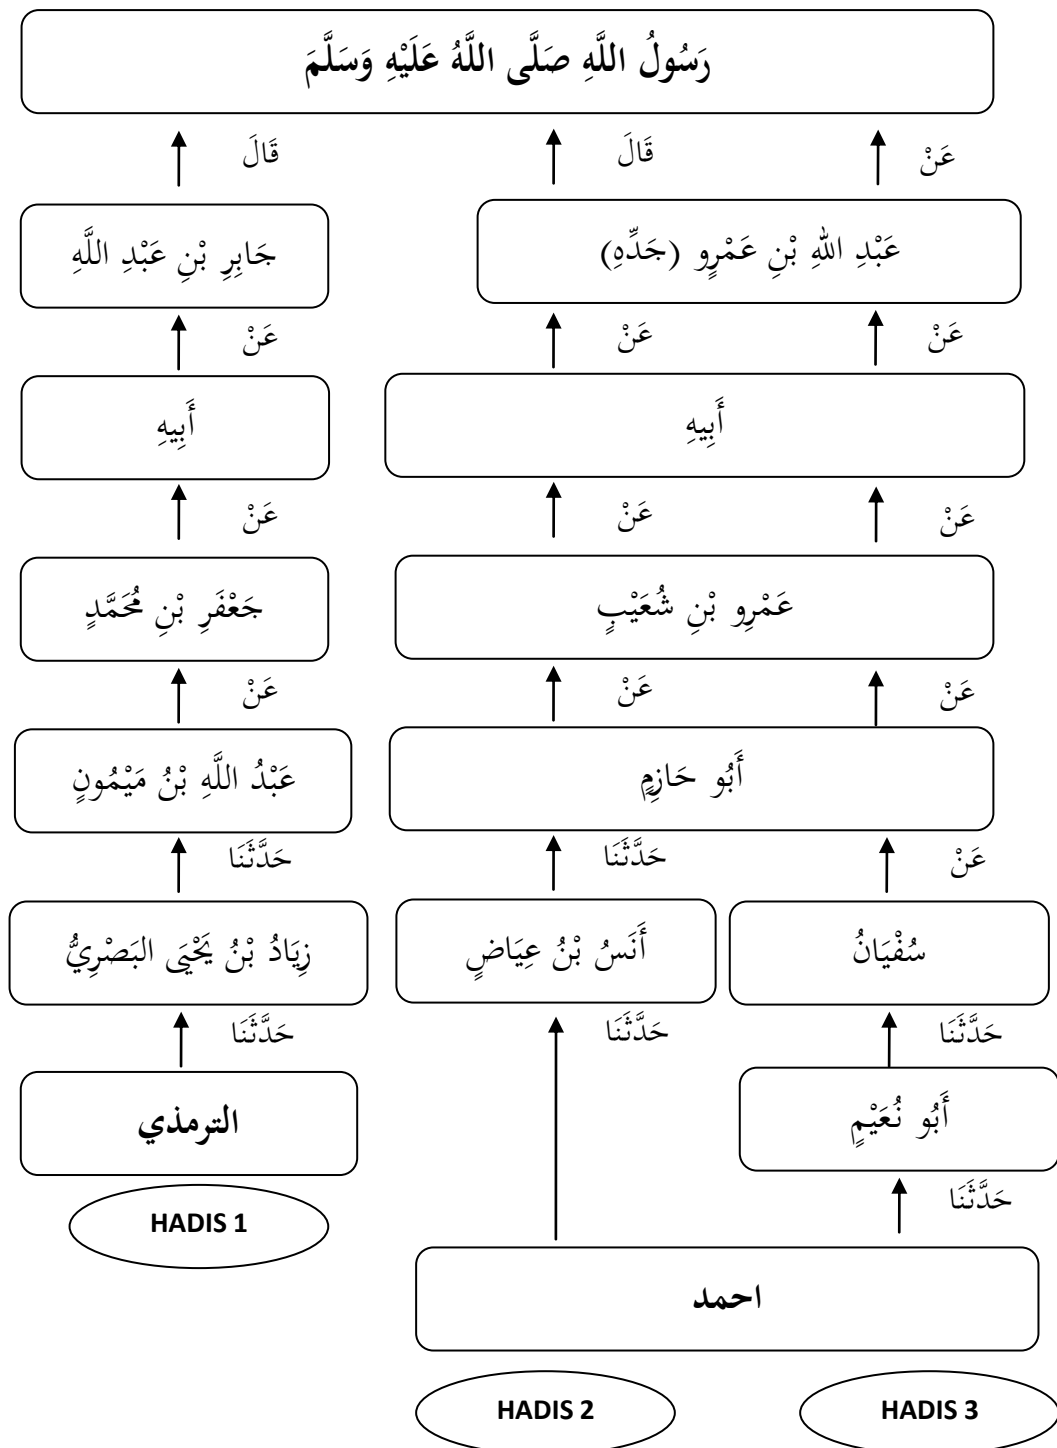 رَسُولُ اللَّهِ صَلَّى اللَّهُ عَلَيْهِ وَسَلَّمَ
عَنْ قَالَ قَالَ
عَبْدِ اللهِ بْنِ عَمْرٍو (جَدِّهِ) جَابِرِ بْنِ عَبْدِ اللَّهِ
عَنْ عَنْ عَنْ
أَبِيهِ أَبِيهِ
عَنْ عَنْ عَنْ
عَمْرِو بْنِ شُعَيْبٍ جَعْفَرِ بْنِ مُحَمَّدٍ
عَنْ عَنْ عَنْ
أَبُو حَازِمٍ عَبْدُ اللَّهِ بْنُ مَيْمُونٍ
عَنْ حَدَّثَنَا حَدَّثَنَا
سُفْيَانُ أَنَسُ بْنُ عِيَاضٍ زِيَادُ بْنُ يَحْيَى البَصْرِيُّ
حَدَّثَنَا حَدَّثَنَا حَدَّثَنَا
أَبُو نُعَيْمٍ الترمذي
حَدَّثَنَا
HADIS 1
احمد
HADIS 2 HADIS 3